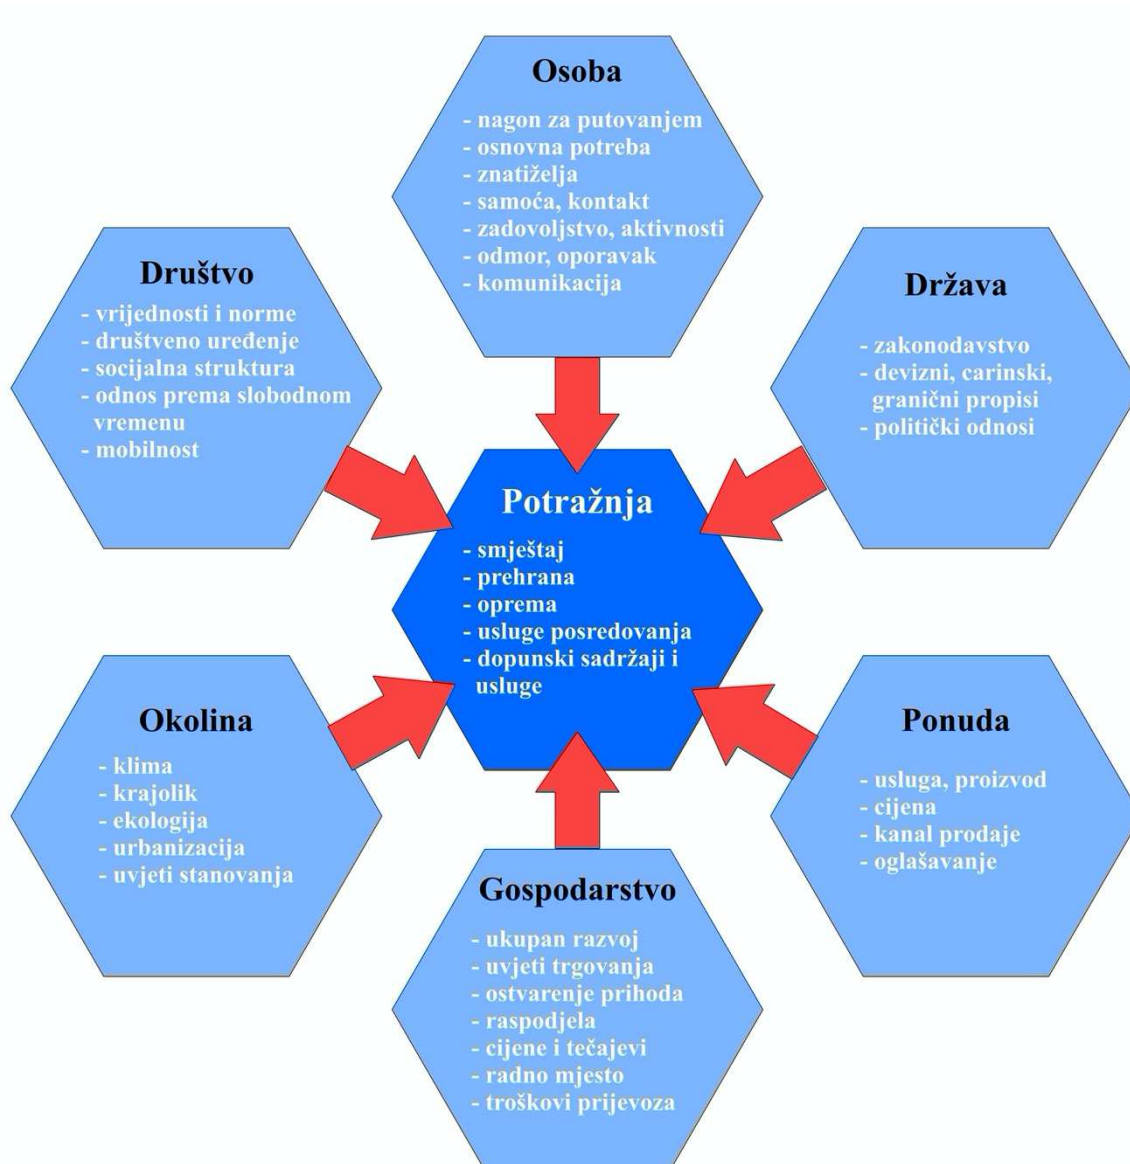 Osoba
- nagon za putovanjem
- osnovna potreba
- znatiželja
- samoća, kontakt
- zadovoljstvo, aktivnosti
- odmor, oporavak
- komunikacija
Društvo
- vrijednosti i norme
- društveno uređenje
- socijalna struktura
- odnos prema slobodnom
vremenu
- mobilnost
Država
- zakonodavstvo
- devizni, carinski,
granični propisi
- politički odnosi
Potražnja
- smještaj
- prehrana
- oprema
- usluge posredovanja
- dopunski sadržaji i
usluge
Okolina
- klima
- krajolik
- ekologija
- urbanizacija
- uvjeti stanovanja
Ponuda
- usluga, proizvod
- cijena
- kanal prodaje
- oglašavanje
Gospodarstvo
- ukupan razvoj
- uvjeti trgovanja
- ostvarenje prihoda
- raspodjela
- cijene i tečajevi
- radno mjesto
- troškovi prijevoza